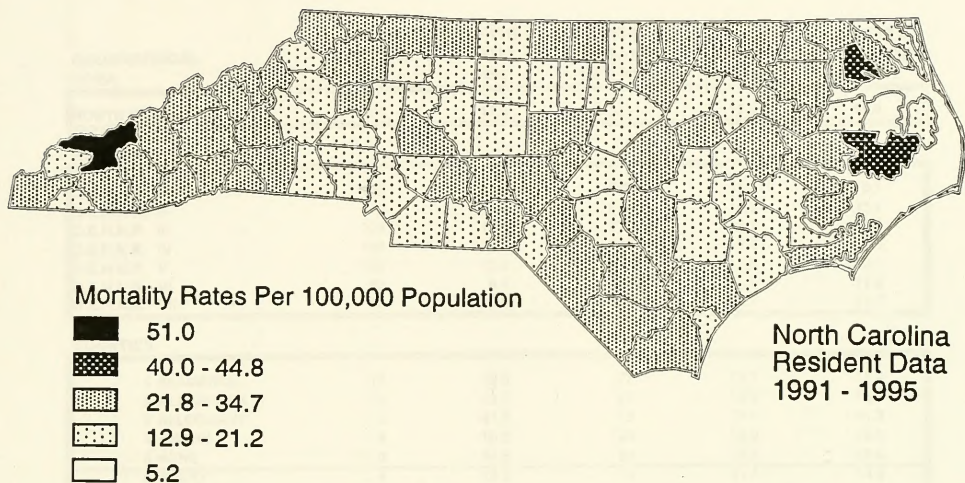 Mortality Rates Per 100,000 Population
51.0
40.0 - 44.8
21.8 - 34.7
12.9 - 21.2
5.2
North Carolina
Resident Data
1991 - 1995